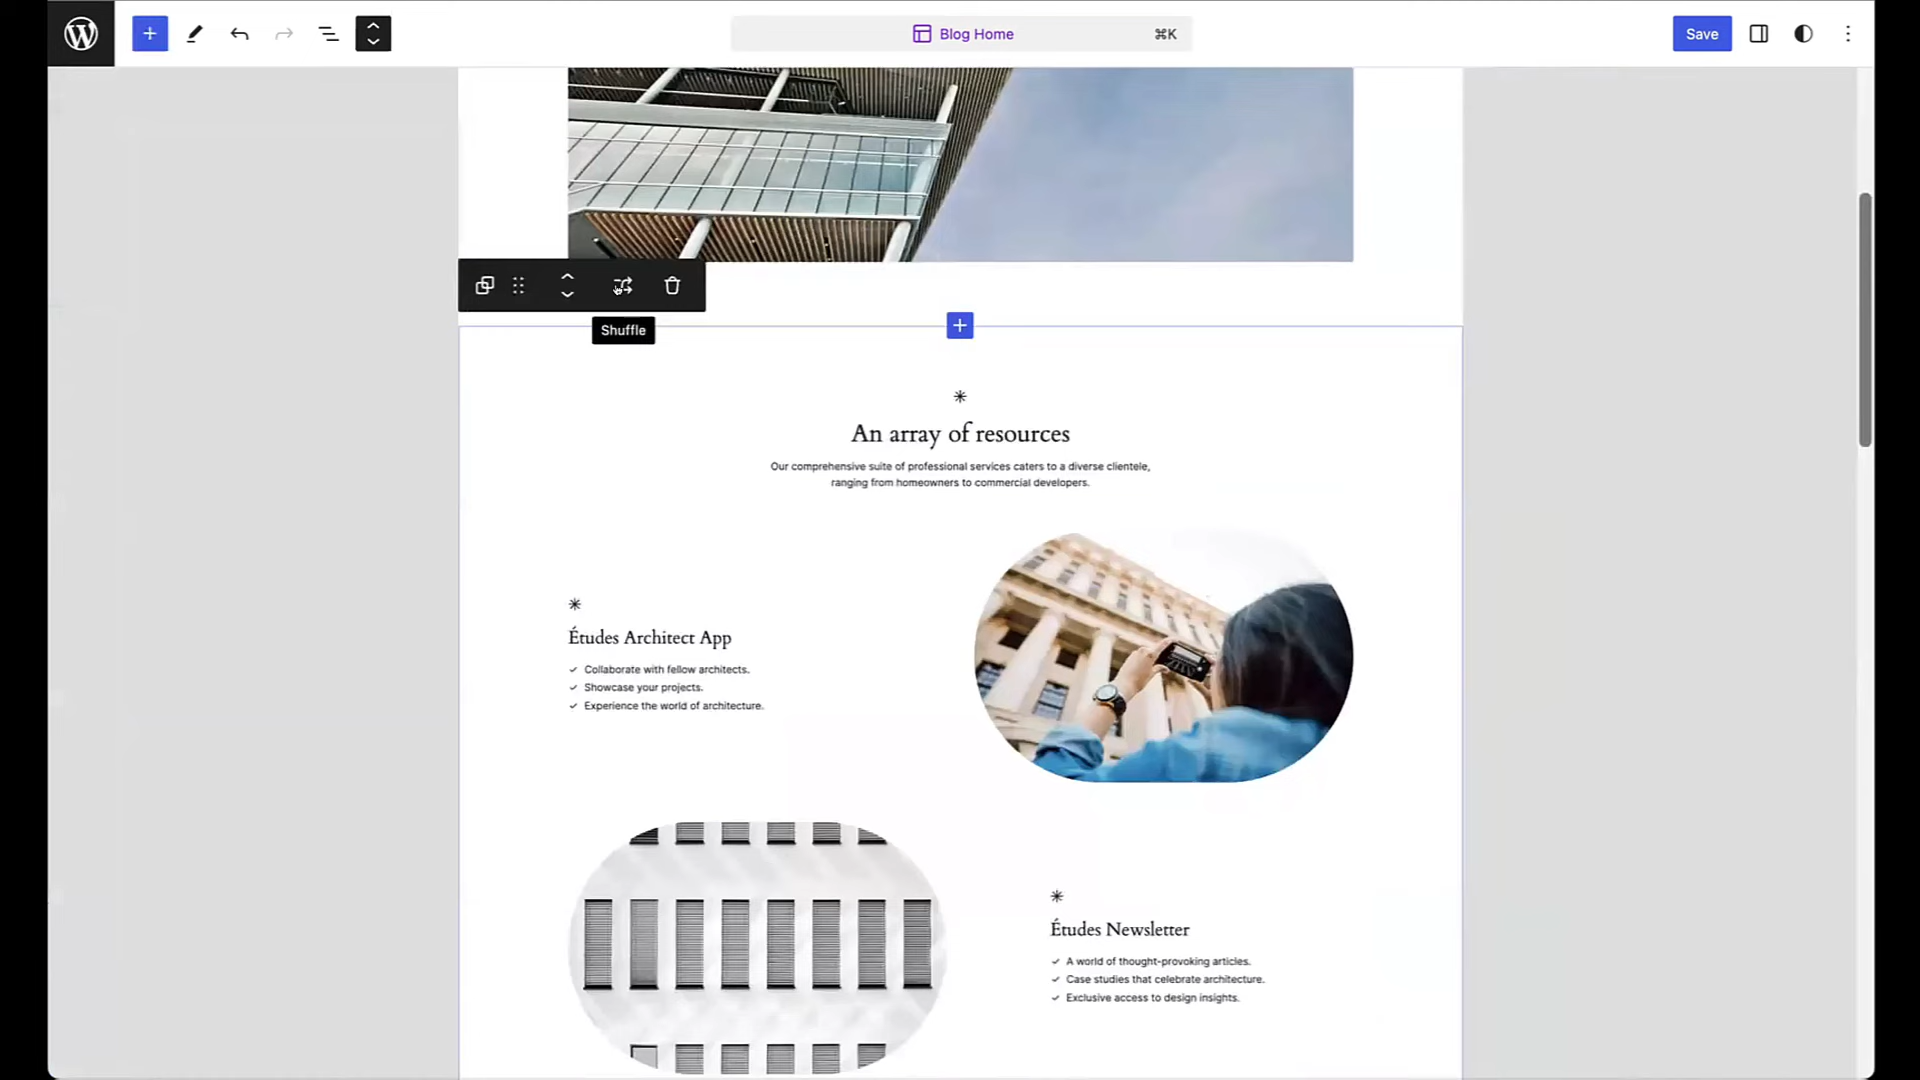 Blog Home
⌘K
Save
Shuffle
An array of resources
Our comprehensive suite of professional services caters to a diverse clientele,
ranging from homeowners to commercial developers.
Études Architect App
✓ Collaborate with fellow architects.
✓ Showcase your projects.
✓ Experience the world of architecture.
Études Newsletter
✓ A world of thought-provoking articles.
✓ Case studies that celebrate architecture.
✓ Exclusive access to design insights.